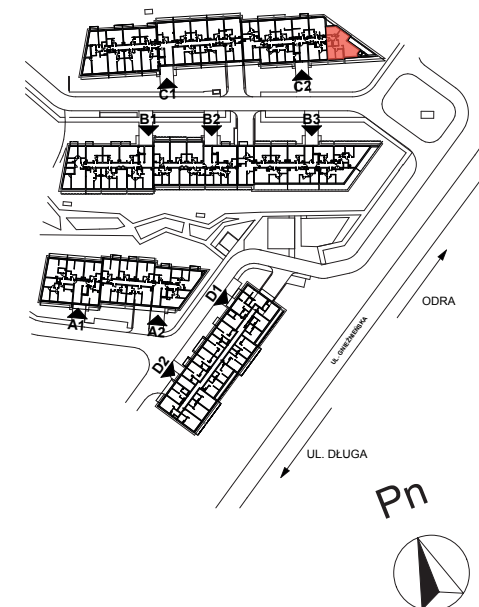 C1
C2
B1
B2
B3
D1
ODRA
A1
A2
UL. GNIEŹNIEŃSKA
D2
UL. DŁUGA
Pn